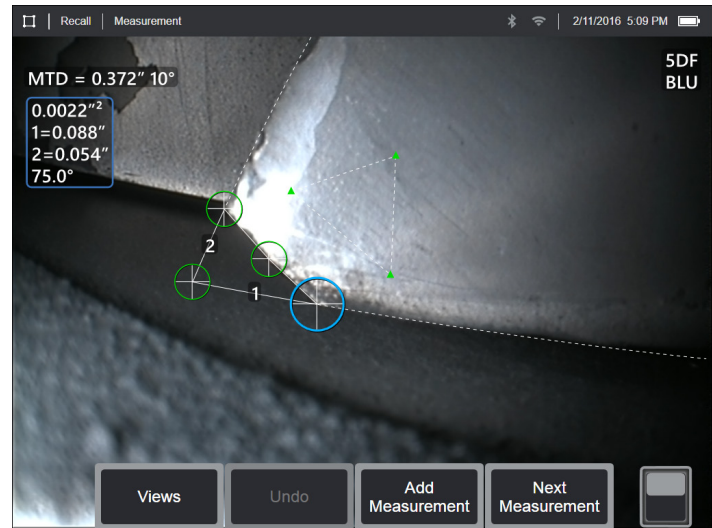 Recall
Measurement
2/11/2016 5:09 PM
MTD = 0.372" 10°
5DF
BLU
0.0022"²
1=0.088"
2=0.054"
75.0°
2
1
Views
Undo
Add
Measurement
Next
Measurement